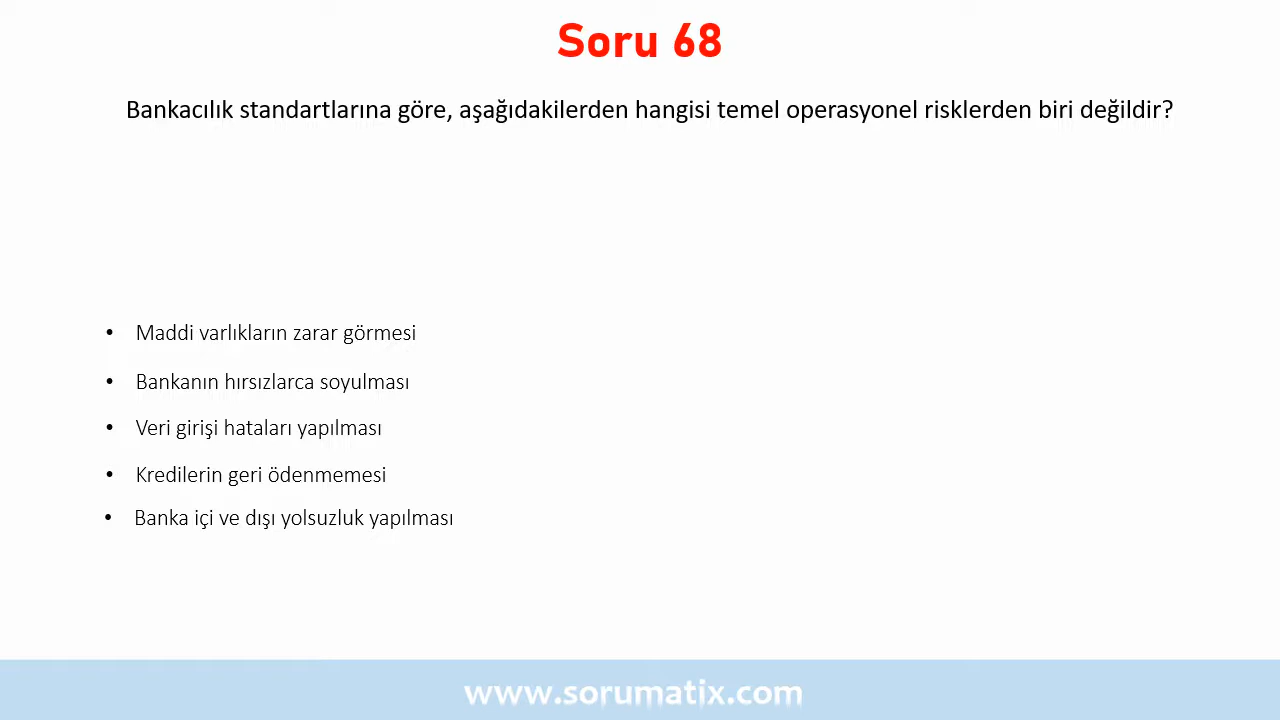 Soru 68
Bankacılık standartlarına göre, aşağıdakilerden hangisi temel operasyonel risklerden biri değildir?
• Maddi varlıkların zarar görmesi
• Bankanın hırsızlarca soyulması
• Veri girişi hataları yapılması
• Kredilerin geri ödenmemesi
• Banka içi ve dışı yolsuzluk yapılması
www.sorumatix.com